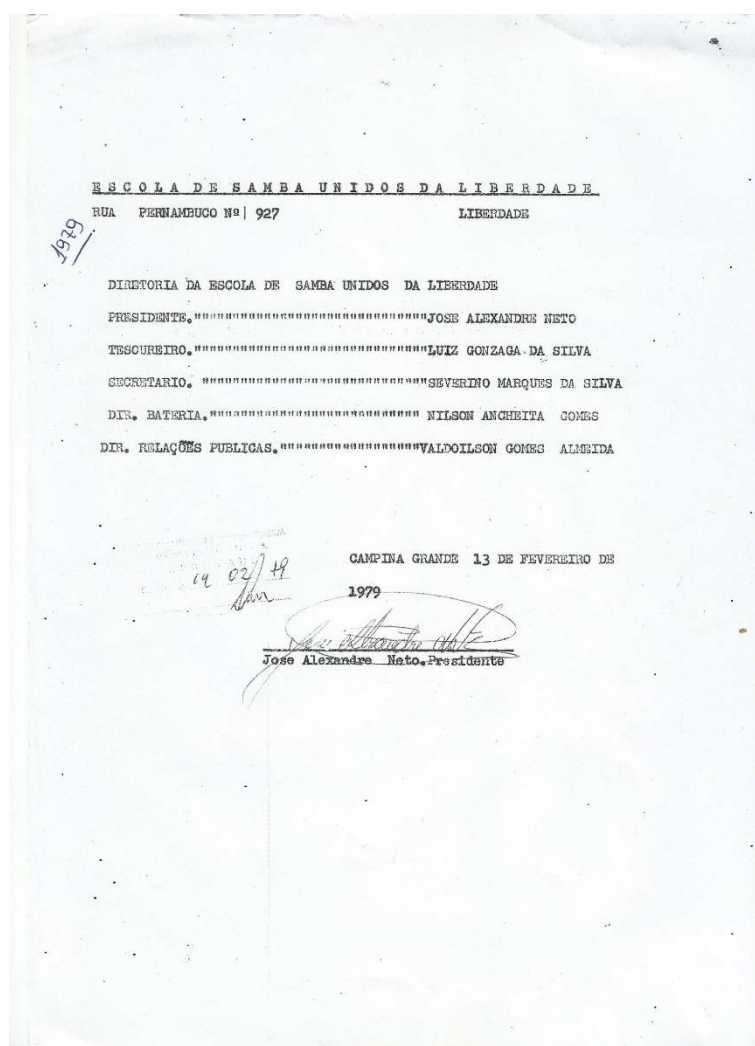 ESCOLA DE SAMBA UNIDOS DA LIBERDADE
RUA PERNAMBUCO Nº| 927 LIBERDADE
1979
DIRETORIA DA ESCOLA DE SAMBA UNIDOS DA LIBERDADE
PRESIDENTE."""""""""""""""""""""""""""""""JOSE ALEXANDRE NETO
TESOUREIRO."""""""""""""""""""""""""""""""LUIZ GONZAGA DA SILVA
SECRETARIO. """""""""""""""""""""""""""""SEVERINO MARQUES DA SILVA
DIR. BATERIA.""""""""""""""""""""""""""" NILSON ANCHEITA GOMES
DIR. RELAÇÕES PUBLICAS.""""""""""""""""""VALDOILSON GOMES ALMEIDA
CAMPINA GRANDE 13 DE FEVEREIRO DE
14 02/79
1979
Jose Alexandre Neto
Jose Alexandre Neto.Presidente